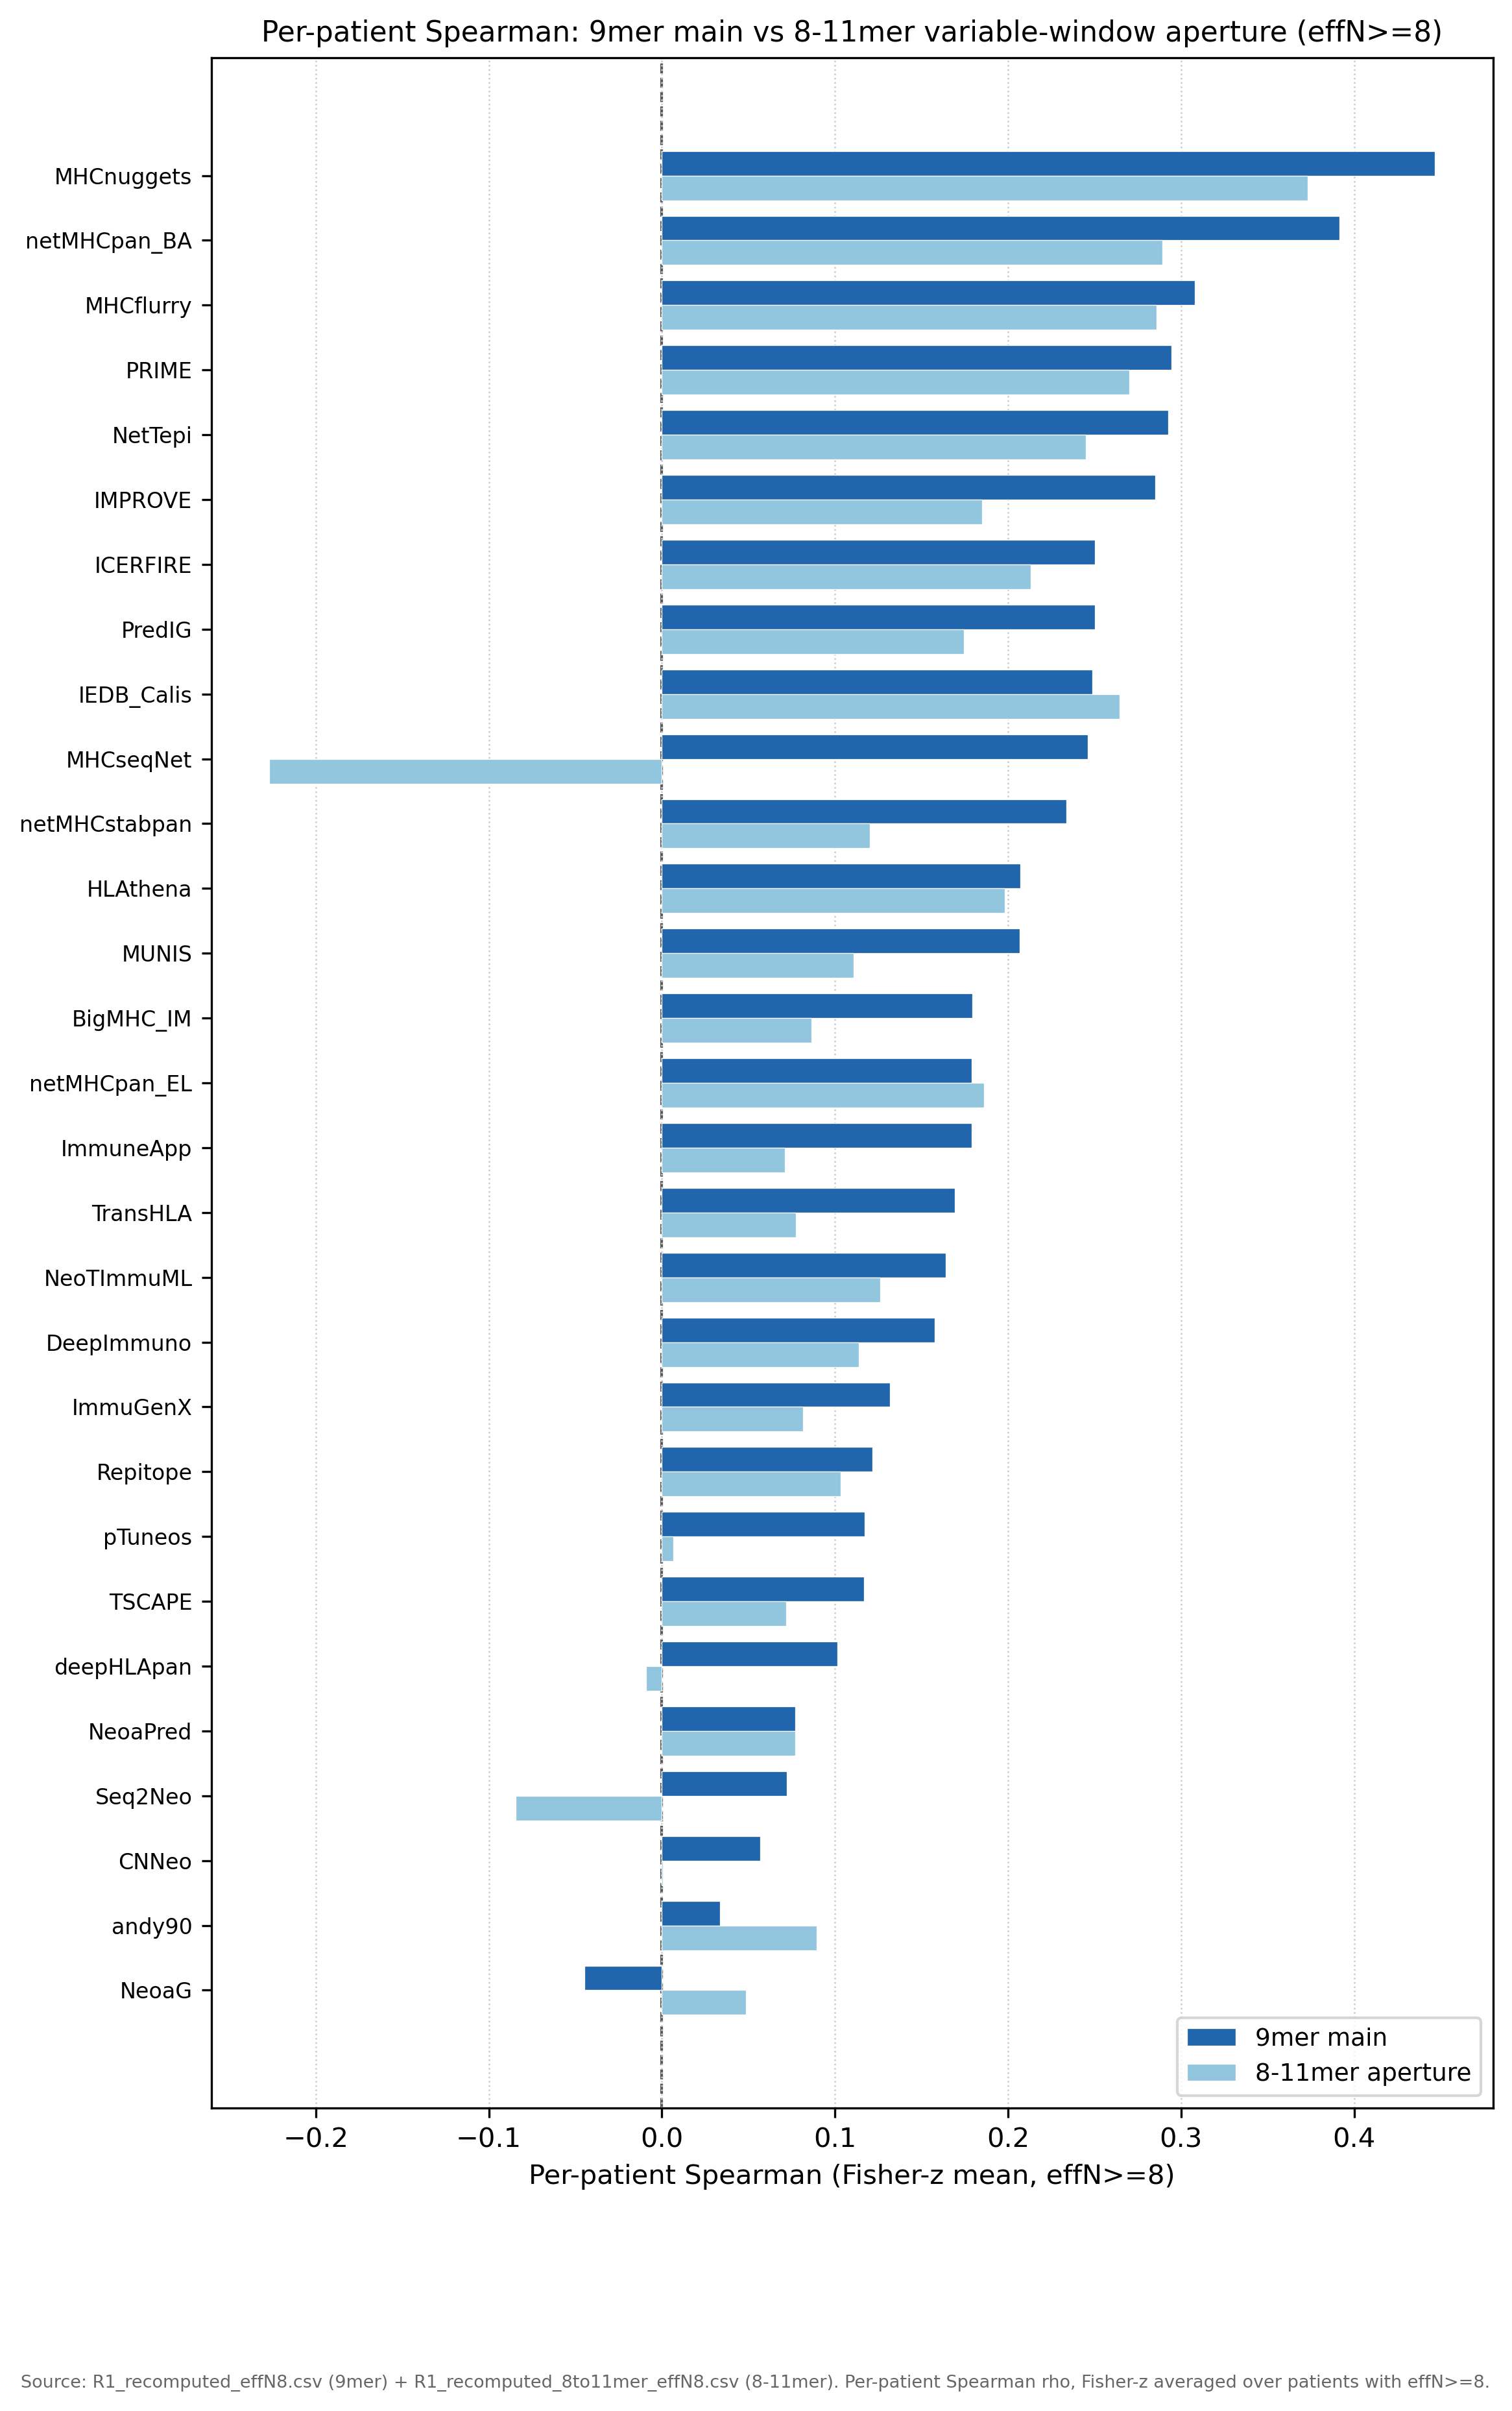 Per-patient Spearman: 9mer main vs 8-11mer variable-window aperture (effN>=8)
MHCnuggets
netMHCpan_BA
MHCflurry
PRIME
NetTepi
IMPROVE
ICERFIRE
PredIG
IEDB_Calis
MHCseqNet
netMHCstabpan
HLAthena
MUNIS
BigMHC_IM
netMHCpan_EL
ImmuneApp
TransHLA
NeoTImmuML
DeepImmuno
ImmuGenX
Repitope
pTuneos
TSCAPE
deepHLApan
NeoaPred
Seq2Neo
CNNeo
andy90
NeoaG
9mer main
8-11mer aperture
−0.2 −0.1 0.0 0.1 0.2 0.3 0.4
Per-patient Spearman (Fisher-z mean, effN>=8)
Source: R1_recomputed_effN8.csv (9mer) + R1_recomputed_8to11mer_effN8.csv (8-11mer). Per-patient Spearman rho, Fisher-z averaged over patients with effN>=8.